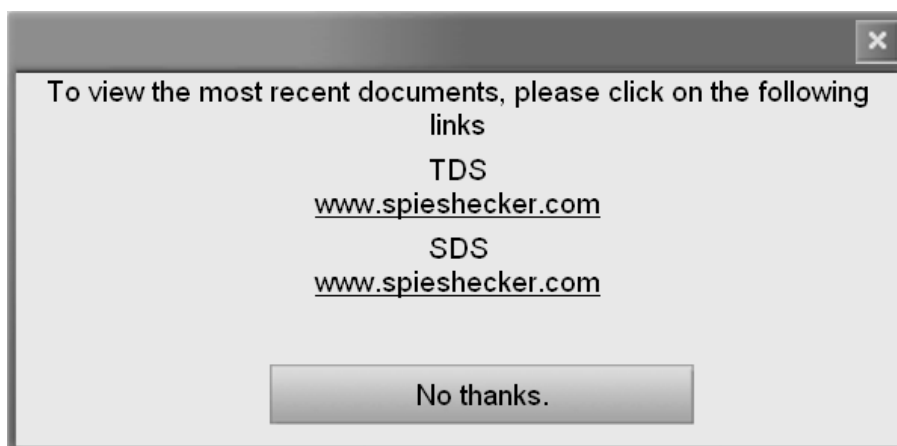 To view the most recent documents, please click on the following
links
TDS
www.spieshecker.com
SDS
www.spieshecker.com
No thanks.